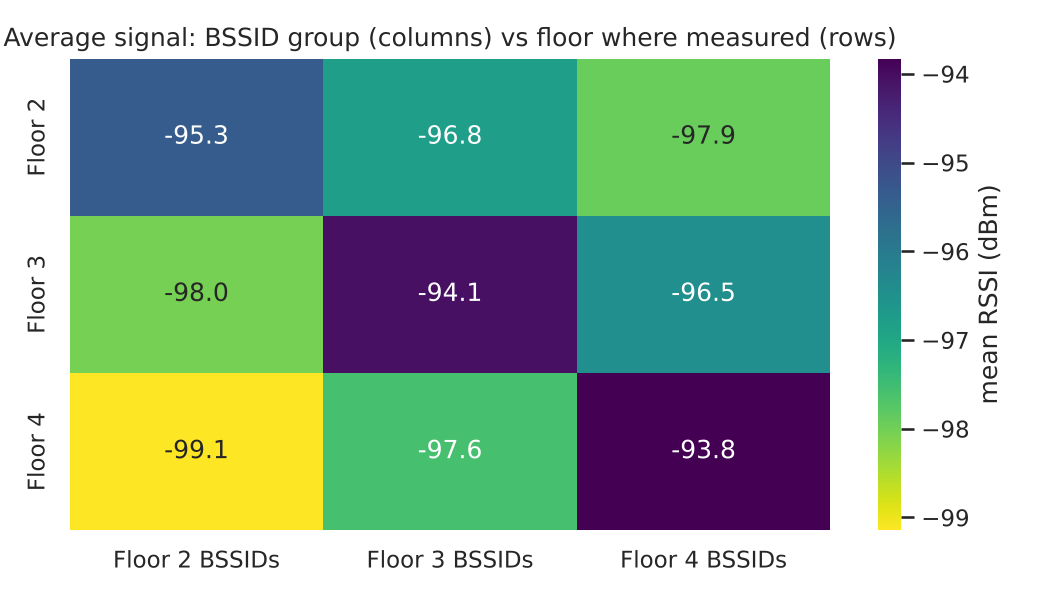 Average signal: BSSID group (columns) vs floor where measured (rows)
Floor 2
-95.3
-96.8
-97.9
Floor 3
-98.0
-94.1
-96.5
Floor 4
-99.1
-97.6
-93.8
Floor 2 BSSIDs
Floor 3 BSSIDs
Floor 4 BSSIDs
−94
−95
−96
−97
−98
−99
mean RSSI (dBm)